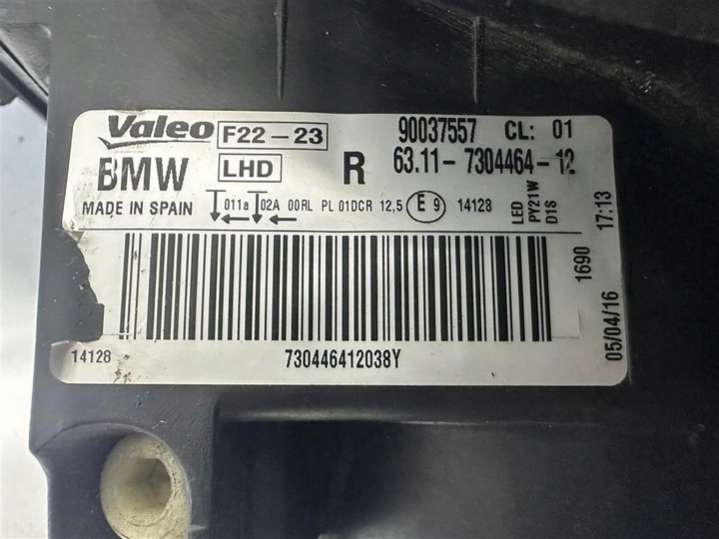 Valeo F22-23 90037557 CL: 01
BMW LHD R 63.11-7304464-12
MADE IN SPAIN 011a 02A 00RL PL 01DCR 12,5 E 9 14128
LED
PY21W
D1S
1690 17:13
05/04/16
14128 730446412038Y